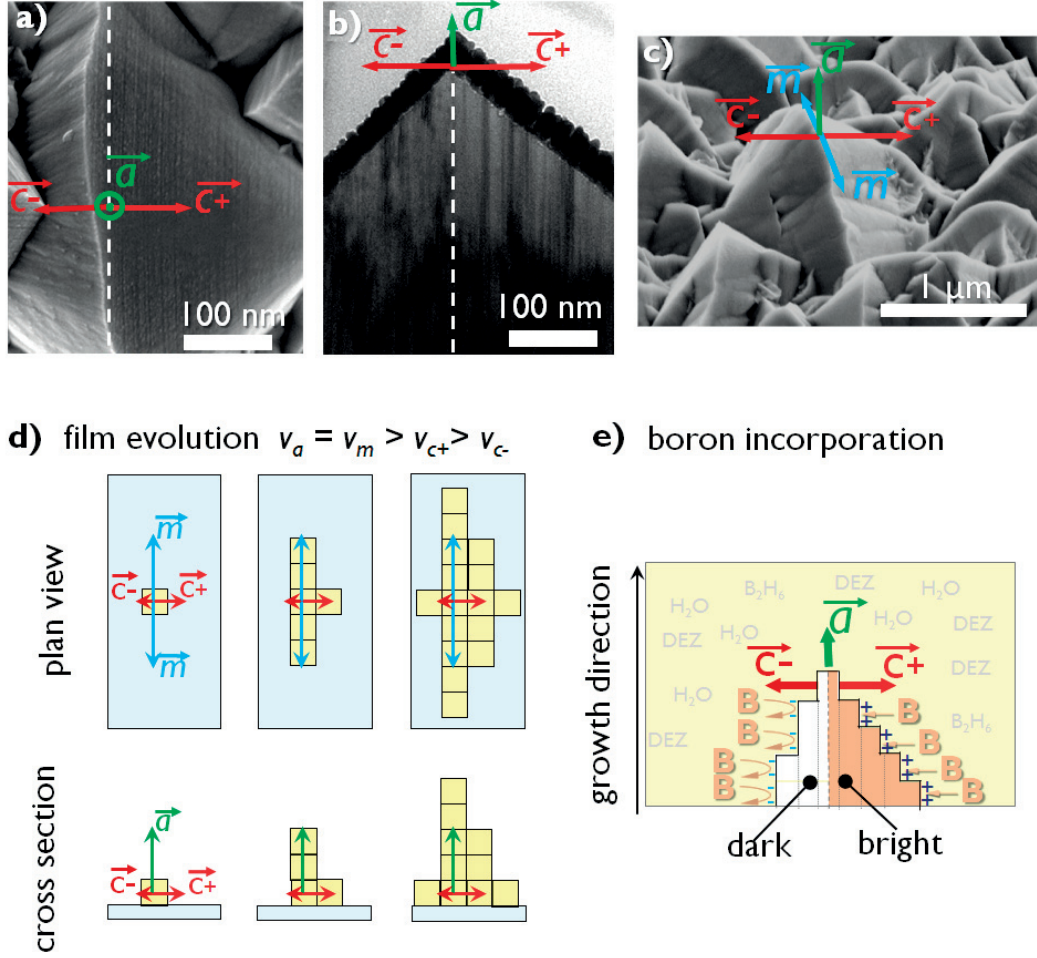 a)
a
c- c+
100 nm
b)
a
c- c+
100 nm
c)
a
m
c- c+
m
1 μm
d) film evolution v_a = v_m > v_c+ > v_c-
plan view
m
c- c+
m
cross section
a
c- c+
e) boron incorporation
growth direction
B₂H₆ DEZ H₂O
H₂O
DEZ H₂O a H₂O DEZ
c- c+ DEZ
H₂O
B B
B B B₂H₆
DEZ
B B
B B
dark bright